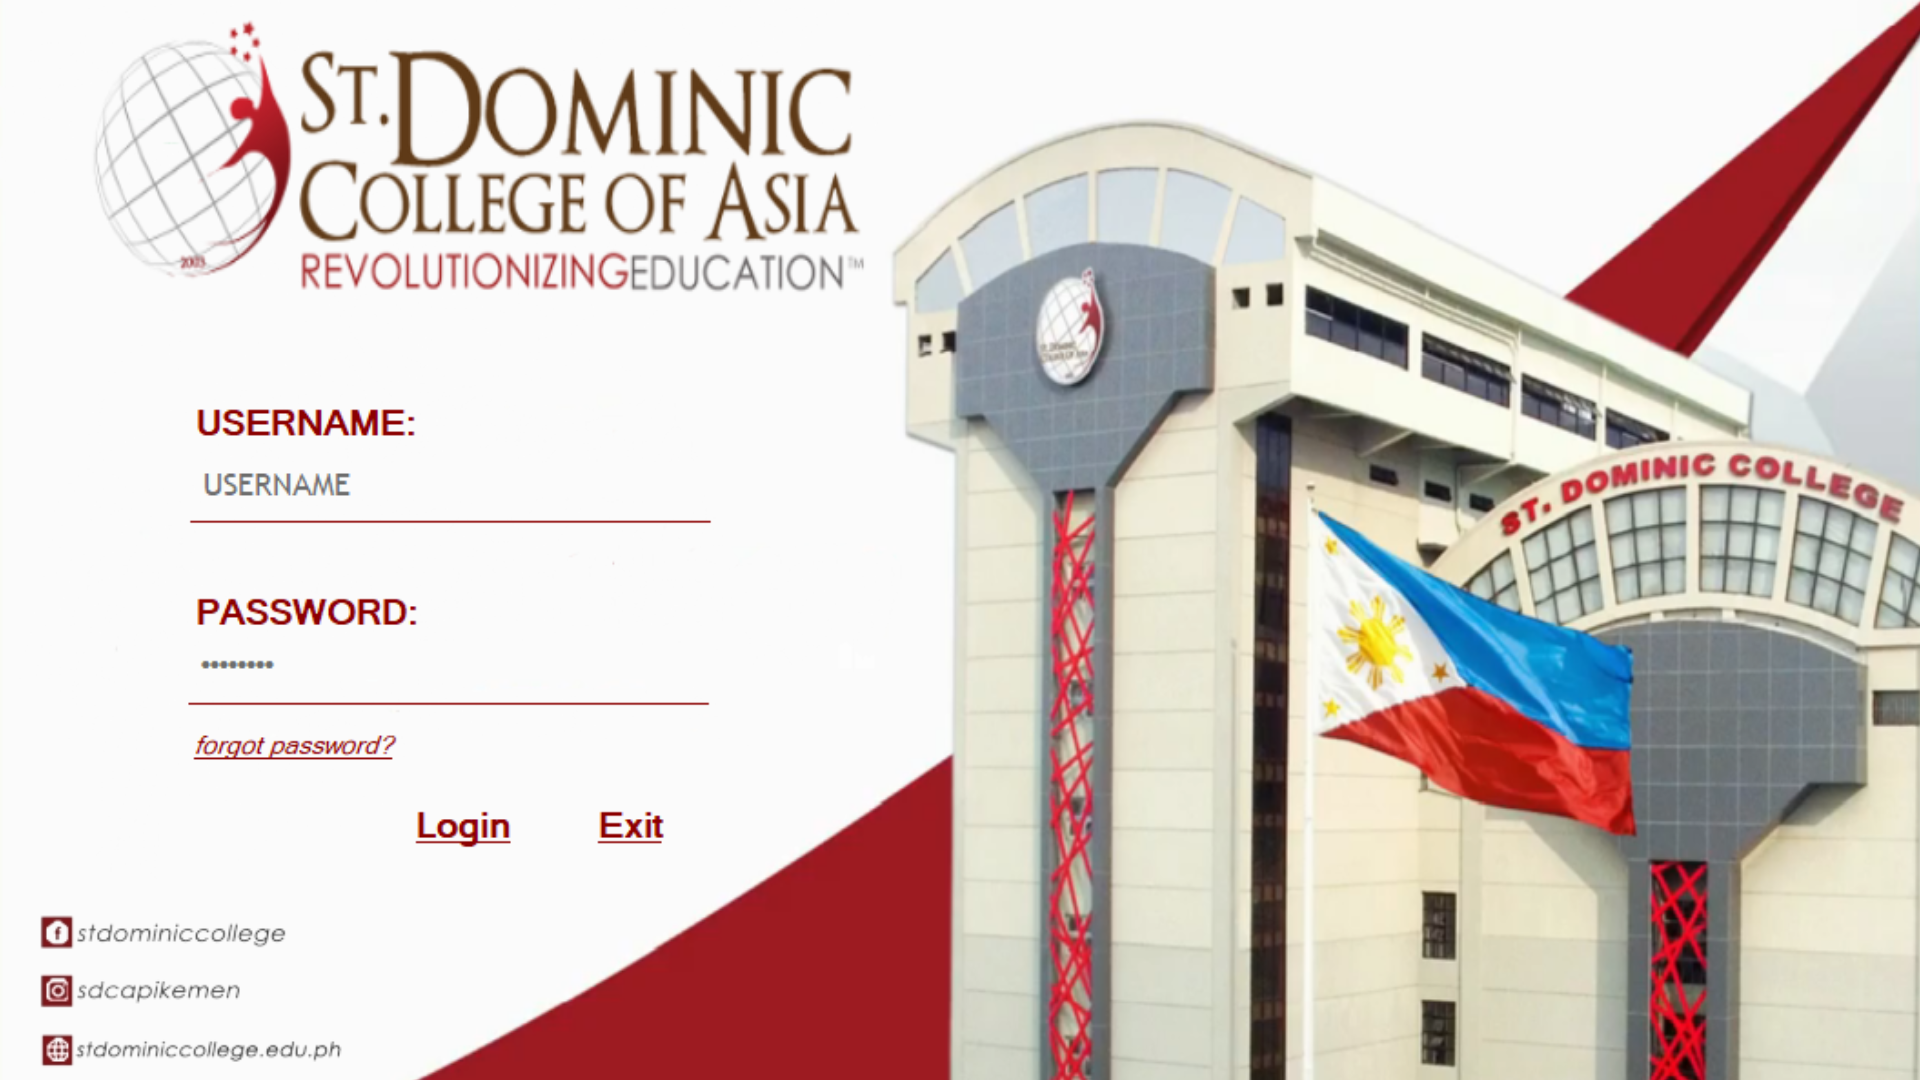 ST. DOMINIC
COLLEGE OF ASIA
REVOLUTIONIZINGEDUCATION™
2003
USERNAME:
USERNAME
PASSWORD:
••••••••
forgot password?
Login
Exit
stdominiccollege
sdcapikemen
stdominiccollege.edu.ph
ST. DOMINIC COLLEGE